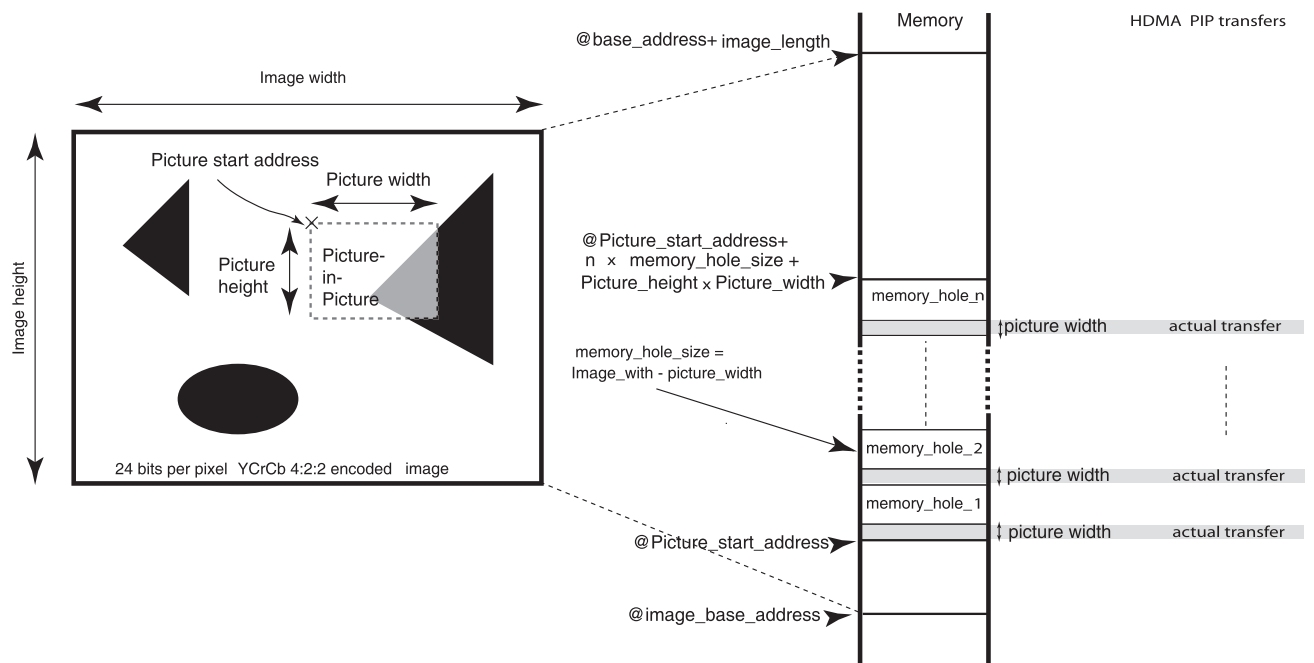 Memory
HDMA PIP transfers
@base_address+ image_length
Image width
Picture start address
Picture width
Picture
height
Picture-
in-
Picture
Image height
24 bits per pixel YCrCb 4:2:2 encoded image
@Picture_start_address+
n x memory_hole_size +
Picture_height x Picture_width
memory_hole_n
picture width
actual transfer
memory_hole_size =
Image_with - picture_width
memory_hole_2
picture width
actual transfer
memory_hole_1
picture width
actual transfer
@Picture_start_address
@image_base_address